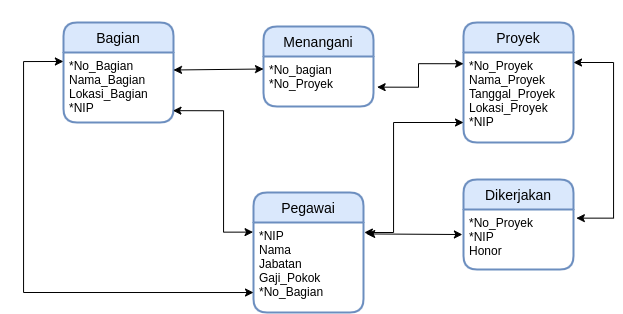 Bagian
*No_Bagian
Nama_Bagian
Lokasi_Bagian
*NIP
Menangani
*No_bagian
*No_Proyek
Proyek
*No_Proyek
Nama_Proyek
Tanggal_Proyek
Lokasi_Proyek
*NIP
Pegawai
*NIP
Nama
Jabatan
Gaji_Pokok
*No_Bagian
Dikerjakan
*No_Proyek
*NIP
Honor